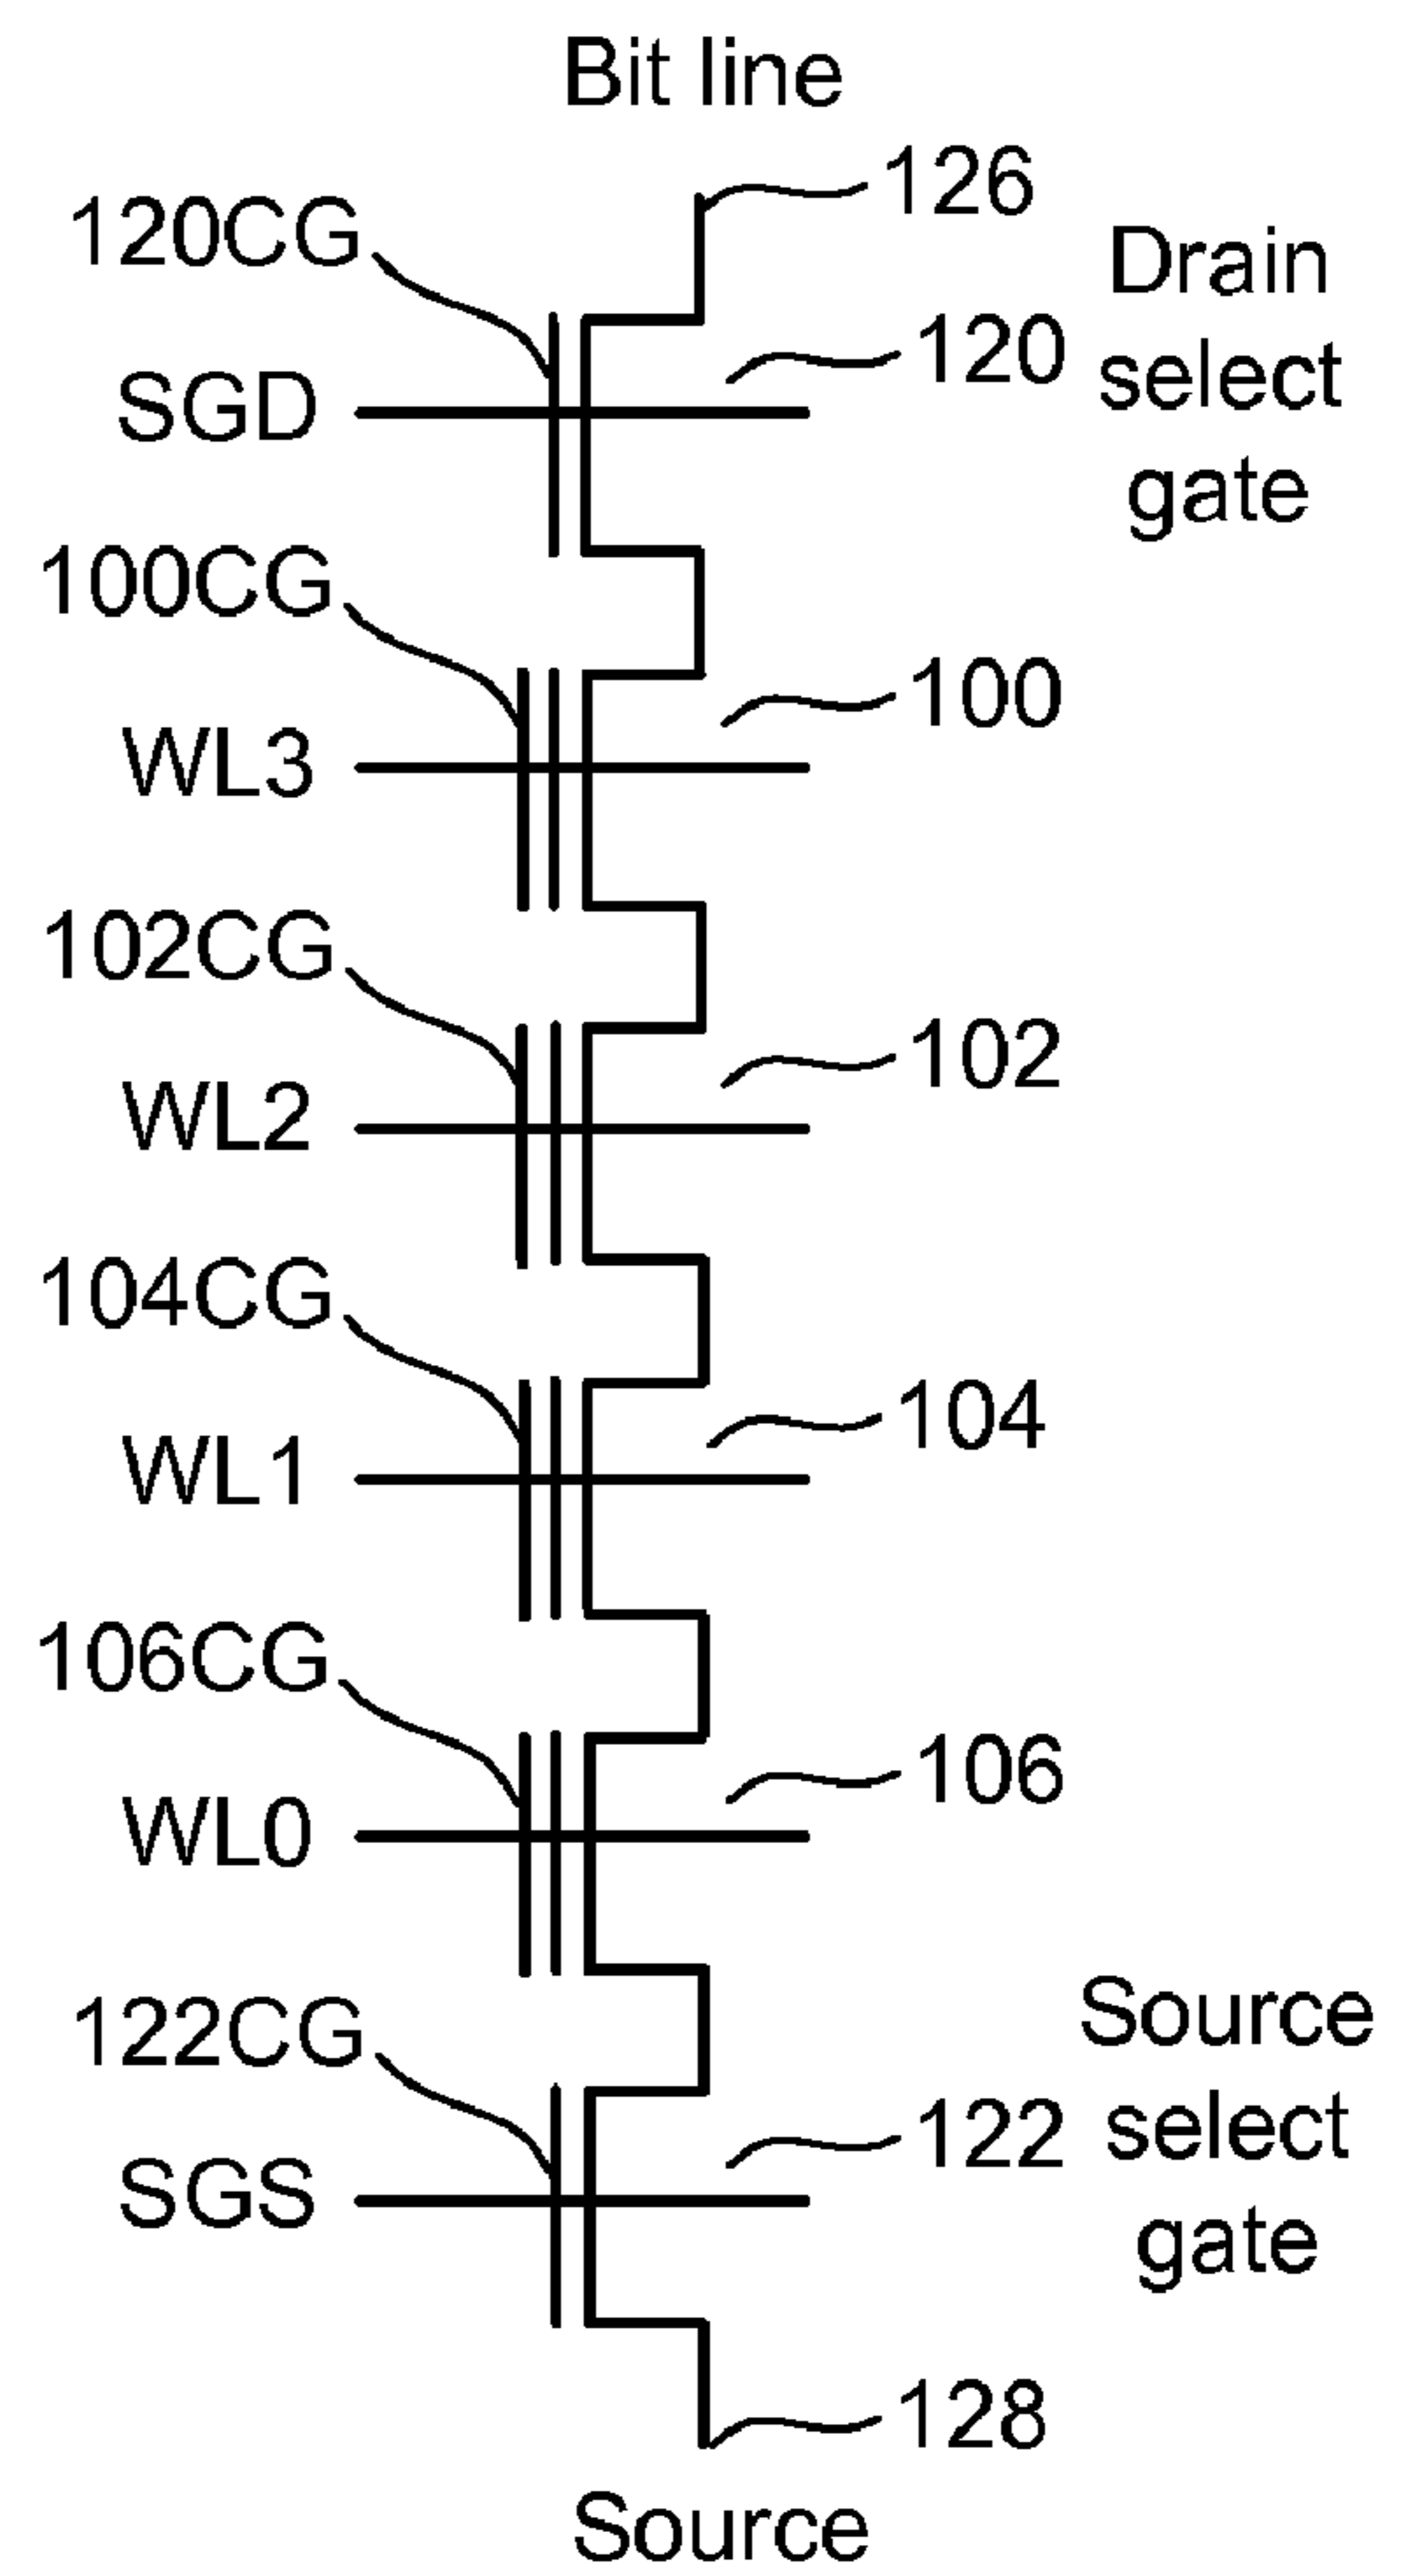 Bit line
126
120CG
Drain
select
gate
120
SGD
100CG
100
WL3
102CG
102
WL2
104CG
104
WL1
106CG
106
WL0
122CG
Source
select
gate
122
SGS
128
Source